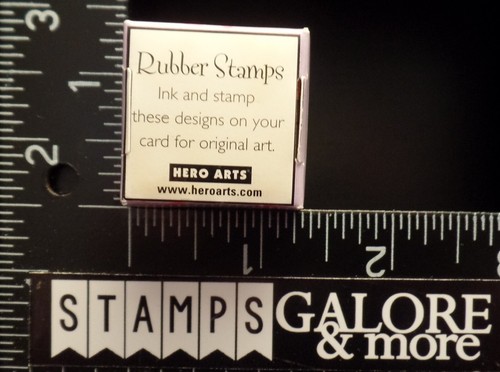 Rubber Stamps
Ink and stamp
these designs on your
card for original art.
HERO ARTS
www.heroarts.com
3
1
2
1
2
STAMPS
GALORE
& more